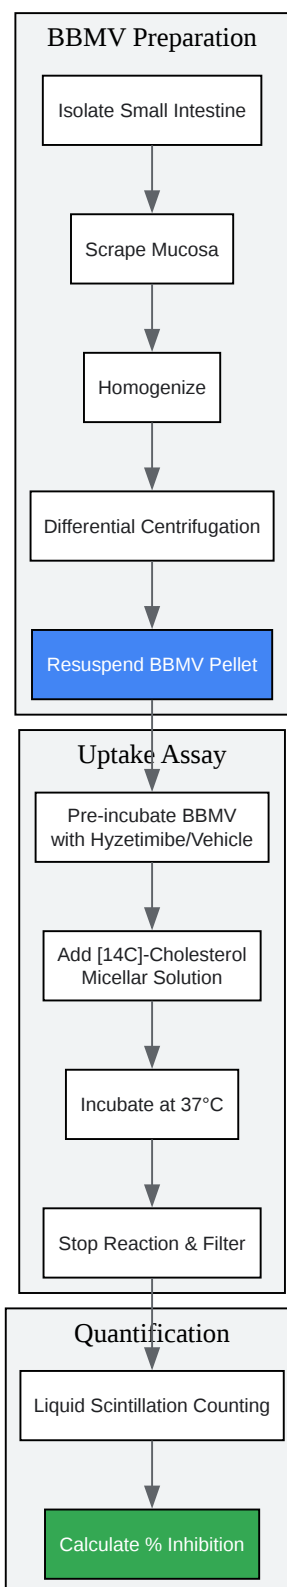 BBMV Preparation
Isolate Small Intestine
Scrape Mucosa
Homogenize
Differential Centrifugation
Resuspend BBMV Pellet
Uptake Assay
Pre-incubate BBMV
with Hyzetimibe/Vehicle
Add [14C]-Cholesterol
Micellar Solution
Incubate at 37°C
Stop Reaction & Filter
Quantification
Liquid Scintillation Counting
Calculate % Inhibition